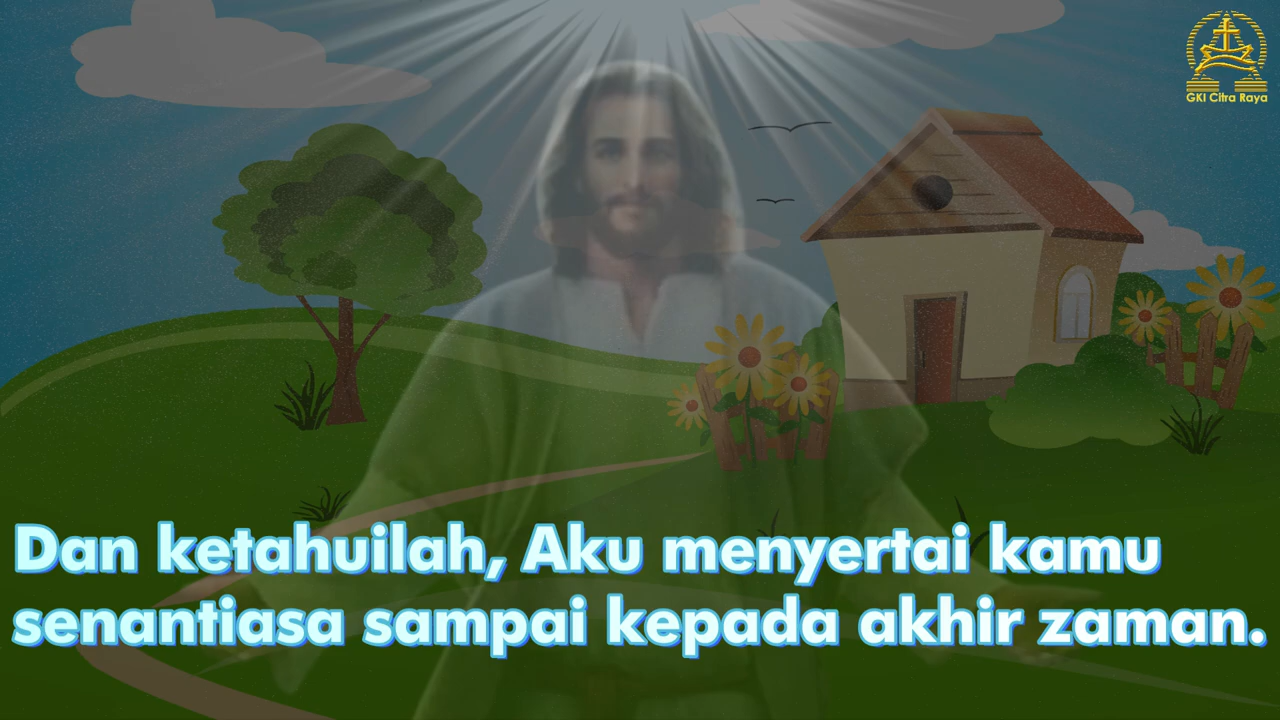 GKI Citra Raya
Dan ketahuilah, Aku menyertai kamu
senantiasa sampai kepada akhir zaman.